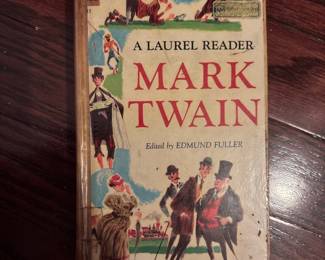 A LAUREL READER
MARK
TWAIN
Edited by EDMUND FULLER